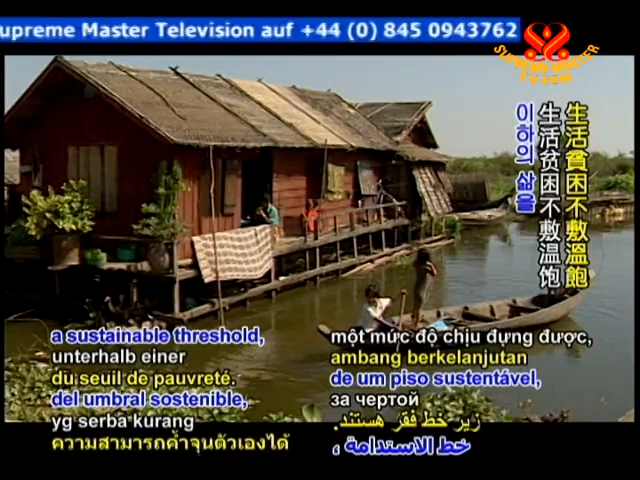 upreme Master Television auf +44 (0) 845 0943762
SUPREME MASTER
TV.COM
生活貧困不敷溫飽
生活贫困不敷温饱
이하의 삶을
a sustainable threshold,
unterhalb einer
du seuil de pauvreté.
del umbral sostenible,
yg serba kurang
ความสามารถค้ำจุนตัวเองได้
một mức độ chịu đựng được,
ambang berkelanjutan
de um piso sustentável,
за чертой
زیر خط فقر هستند.
خط الاستدامة ،